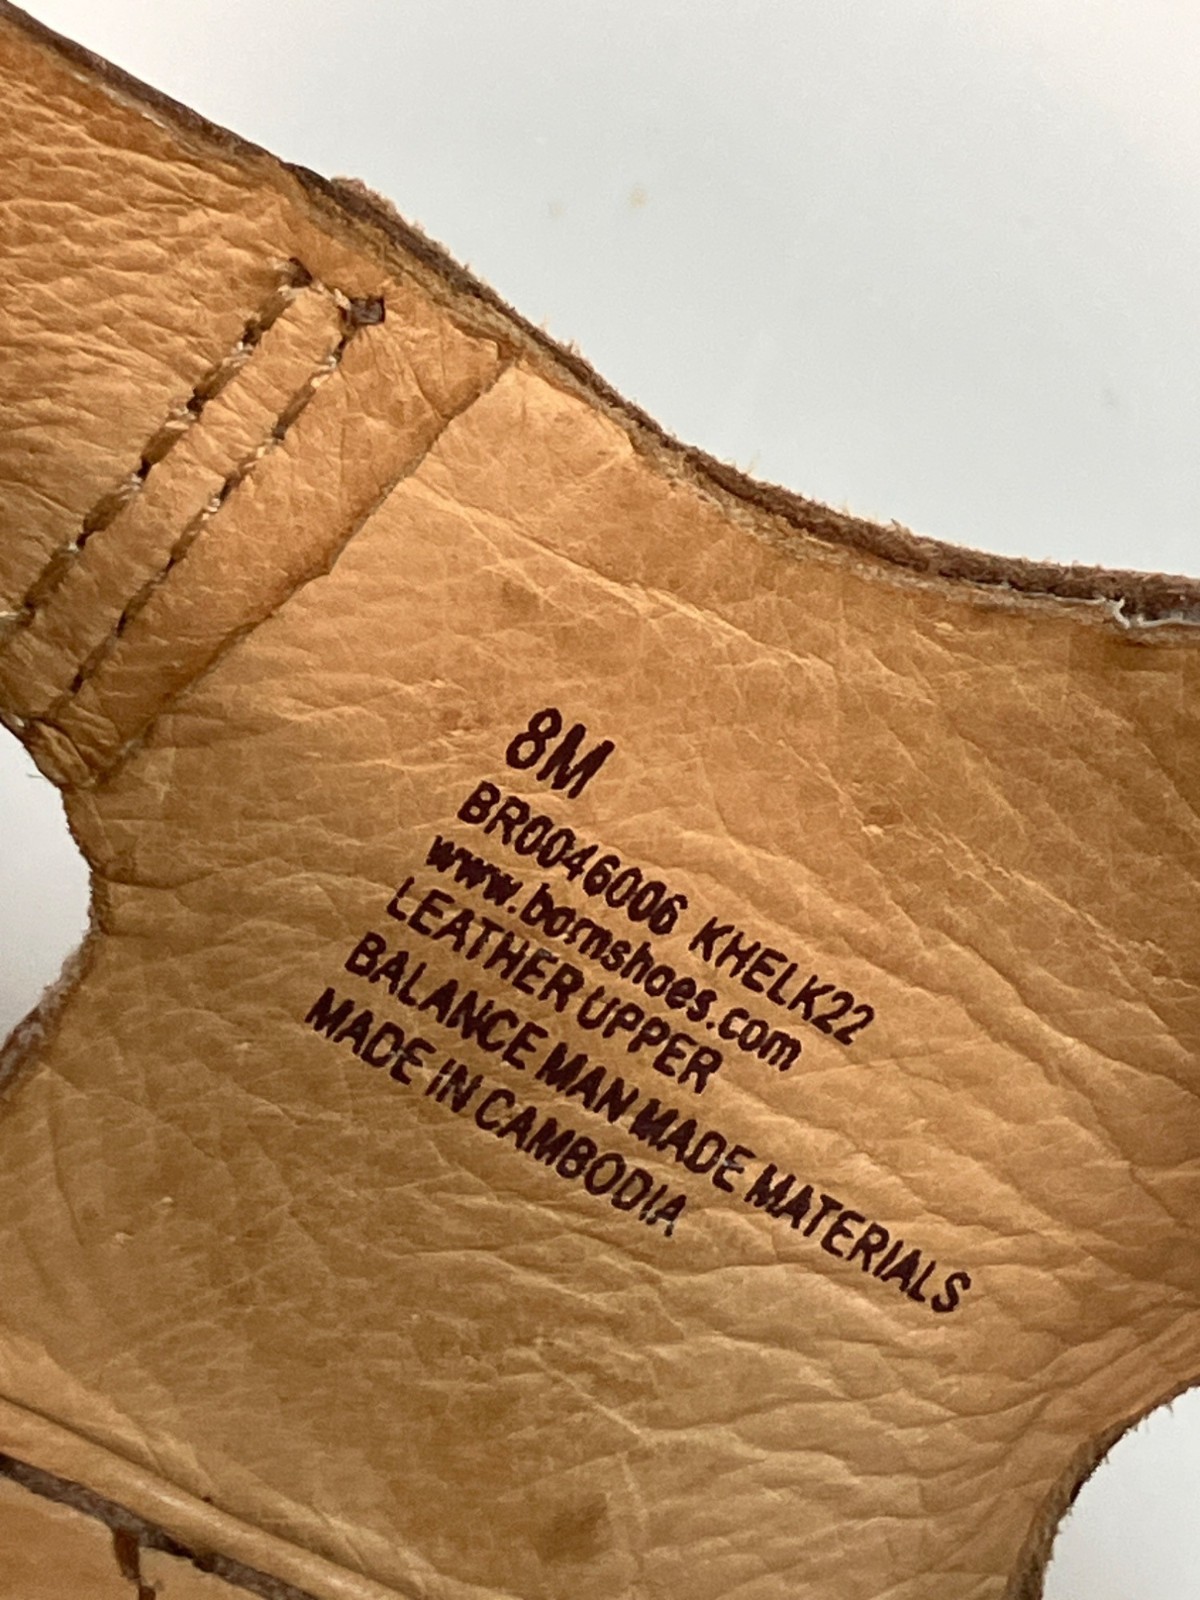 8M
BR0046006 KHELK22
www.bornshoes.com
LEATHER UPPER
BALANCE MAN MADE MATERIALS
MADE IN CAMBODIA